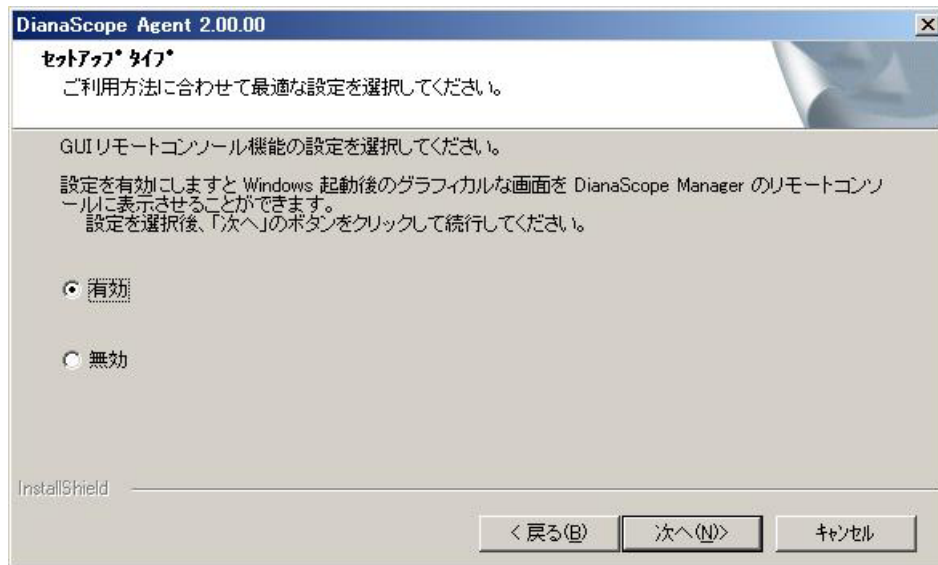 DianaScope Agent 2.00.00
ｾｯﾄｱｯﾌﾟ ﾀｲﾌﾟ
ご利用方法に合わせて最適な設定を選択してください。
GUIリモートコンソール機能の設定を選択してください。
設定を有効にしますと Windows 起動後のグラフィカルな画面を DianaScope Manager のリモートコンソ
ールに表示させることができます。
設定を選択後、「次へ」のボタンをクリックして続行してください。
有効
無効
InstallShield
< 戻る(B)
次へ(N)>
ｷｬﾝｾﾙ